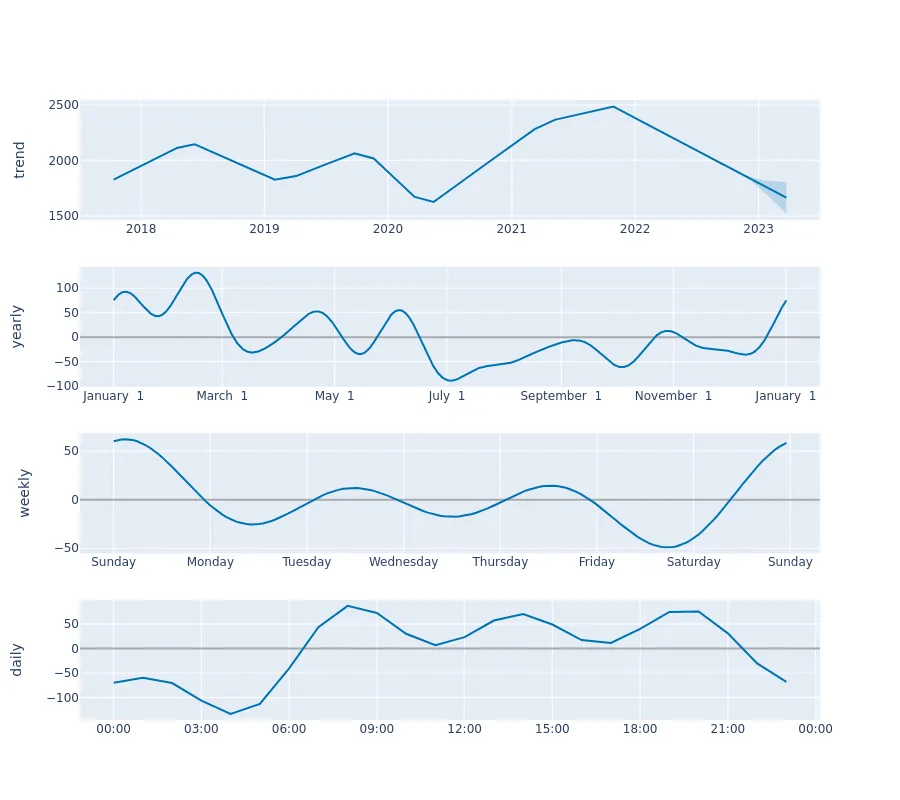 trend
2500
2000
1500
2018 2019 2020 2021 2022 2023
yearly
100
50
0
−50
−100
January 1 March 1 May 1 July 1 September 1 November 1 January 1
weekly
50
0
−50
Sunday Monday Tuesday Wednesday Thursday Friday Saturday Sunday
daily
50
0
−50
−100
00:00 03:00 06:00 09:00 12:00 15:00 18:00 21:00 00:00